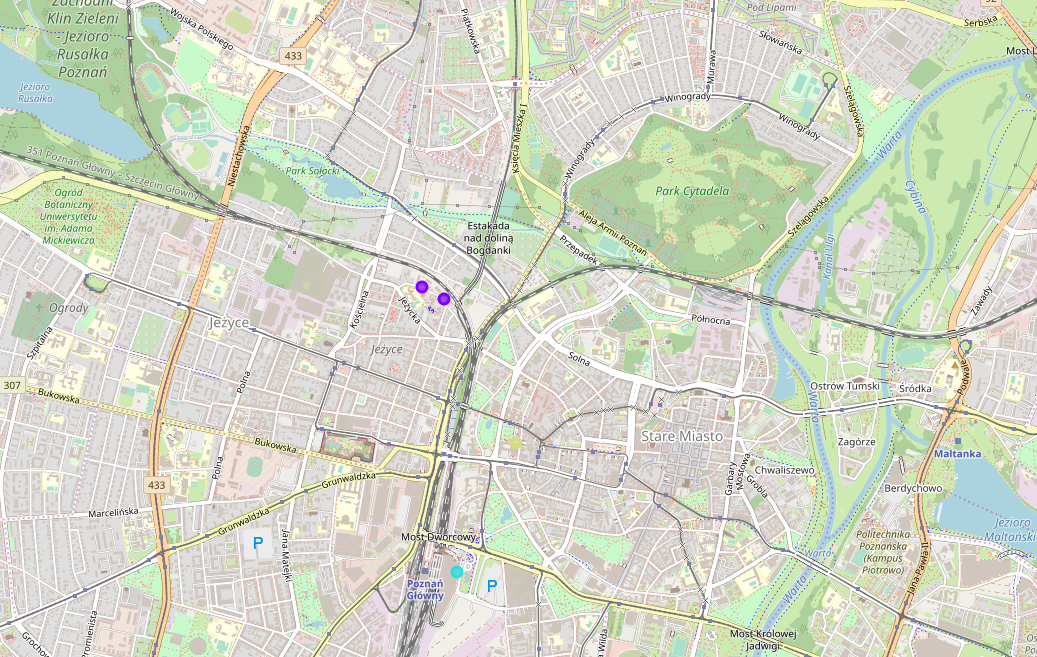 Zachodni
Klin Zieleni
- Jezioro
Rusałka
Poznań
Wojska Polskiego
433
Piątkowska
Pod Lipami
Słowiańska
Serbska
Murawa
Jezioro
Rusałka
Winogrady
Winogrady
Szelągowska
Warta
Niestachowska
Księcia Mieszka I
Winogrady
351 Poznań Główny – Szczecin Główny
Park Sołacki
Park Cytadela
Cybina
Ogród
Botaniczny
Uniwersytetu
im. Adama
Mickiewicza
Estakada
nad doliną
Bogdanki
Aleja Armii Poznań
Przepadek
Szelągowska
Kanał Ulgi
Zawady
Ogrody
Kościelna
Jeżycka
Jeżyce
Jeżyce
Północna
Szpitalna
Solna
307
Bukowska
Polna
Ostrów Tumski
Śródka
Podwale
Warta
Stare Miasto
Zagórze
Maltanka
Bukowska
Polna
Grunwaldzka
433
Garbary
Mostowa
Grobla
Chwaliszewo
Berdychowo
Marcelińska
Grunwaldzka
Jana Matejki
P
Most Dworcowy
Poznań
Główny
P
Warta
Politechnika
Poznańska
(Kampus
Piotrowo)
Jezioro
Maltańskie
Jana Pawła II
Warta
Most Królowej
Jadwigi